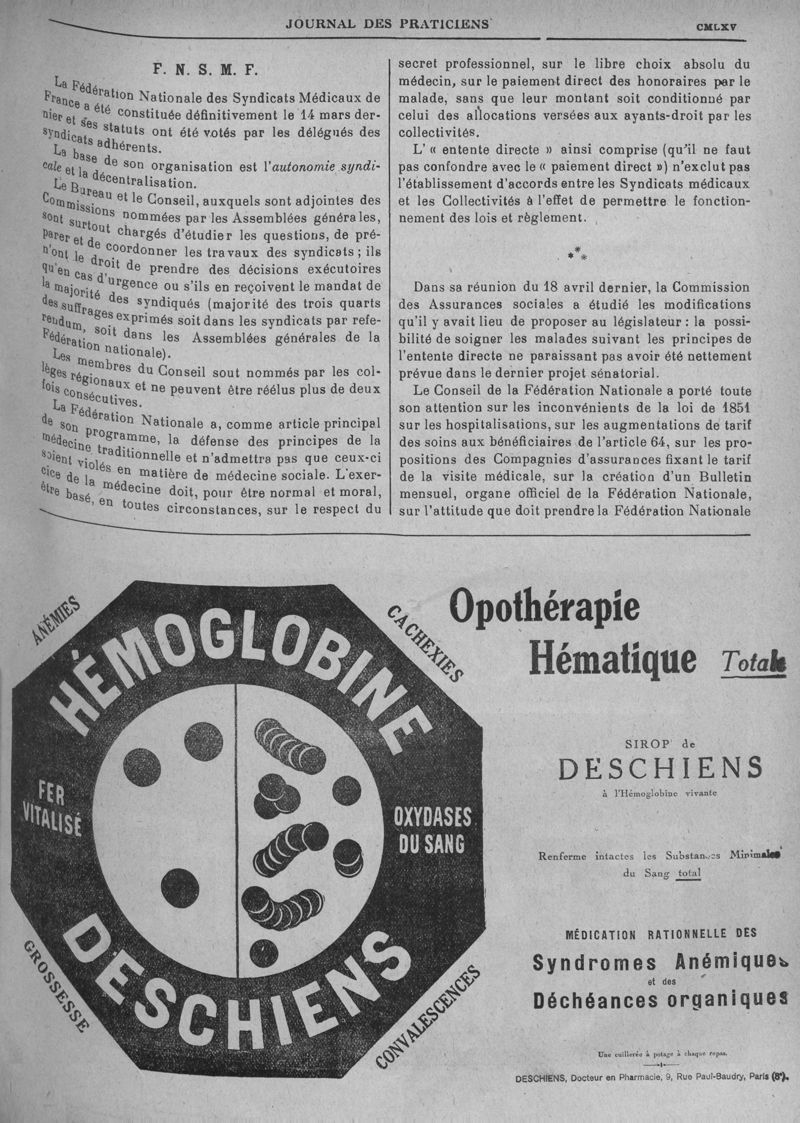 JOURNAL DES PRATICIENS
CMLXV
F. N. S. M. F.
La Fédération Nationale des Syndicats Médicaux de
France a été constituée définitivement le 14 mars der-
nier et ses statuts ont été votés par les délégués des
syndicats adhérents.
La base de son organisation est l'autonomie syndi-
cale et la décentralisation.
Le Bureau et le Conseil, auxquels sont adjointes des
Commissions nommées par les Assemblées générales,
sont surtout chargés d'étudier les questions, de pré-
parer et de coordonner les travaux des syndicats ; ils
n'ont le droit de prendre des décisions exécutoires
qu'en cas d'urgence ou s'ils en reçoivent le mandat de
la majorité des syndiqués (majorité des trois quarts
des suffrages exprimés soit dans les syndicats par refe-
rendum, soit dans les Assemblées générales de la
Fédération nationale).
Les membres du Conseil sont nommés par les col-
lèges régionaux et ne peuvent être réélus plus de deux
fois consécutives.
La Fédération Nationale a, comme article principal
de son programme, la défense des principes de la
médecine traditionnelle et n'admettra pas que ceux-ci
soient violés en matière de médecine sociale. L'exer-
cice de la médecine doit, pour être normal et moral,
être basé, en toutes circonstances, sur le respect du
secret professionnel, sur le libre choix absolu du
médecin, sur le paiement direct des honoraires par le
malade, sans que leur montant soit conditionné par
celui des allocations versées aux ayants-droit par les
collectivités.
L' « entente directe » ainsi comprise (qu'il ne faut
pas confondre avec le « paiement direct ») n'exclut pas
l'établissement d'accords entre les Syndicats médicaux
et les Collectivités à l'effet de permettre le fonction-
nement des lois et règlement.
***
Dans sa réunion du 18 avril dernier, la Commission
des Assurances sociales a étudié les modifications
qu'il y avait lieu de proposer au législateur : la possi-
bilité de soigner les malades suivant les principes de
l'entente directe ne paraissant pas avoir été nettement
prévue dans le dernier projet sénatorial.
Le Conseil de la Fédération Nationale a porté toute
son attention sur les inconvénients de la loi de 1851
sur les hospitalisations, sur les augmentations de tarif
des soins aux bénéficiaires de l'article 64, sur les pro-
positions des Compagnies d'assurances fixant le tarif
de la visite médicale, sur la création d'un Bulletin
mensuel, organe officiel de la Fédération Nationale,
sur l'attitude que doit prendre la Fédération Nationale
ANÉMIES
CACHEXIES
HÉMOGLOBINE
FER
VITALISÉ
OXYDASES
DU SANG
DESCHIENS
GROSSESSE
CONVALESCENCES
Opothérapie
Hématique Totale
SIROP de
DESCHIENS
à l'Hémoglobine vivante
Renferme intactes les Substances Minimales
du Sang total
MÉDICATION RATIONNELLE DES
Syndromes Anémiques
et des
Déchéances organiques
Une cuillerée à potage à chaque repas.
DESCHIENS, Docteur en Pharmacie, 9, Rue Paul-Baudry, Paris (8e).